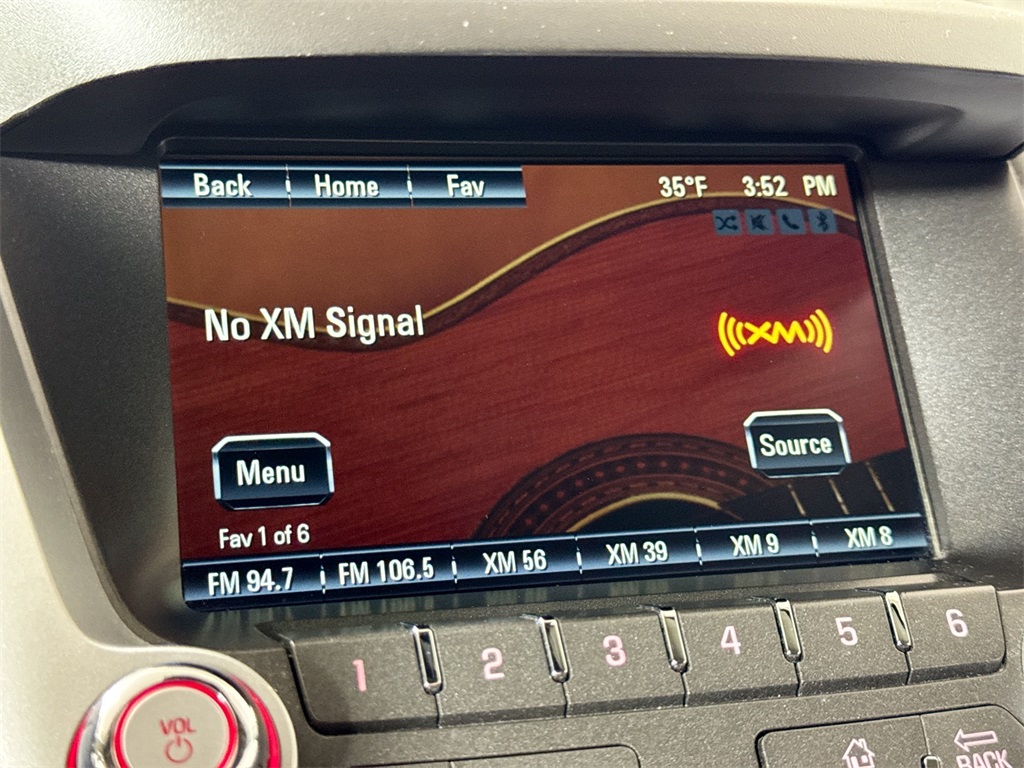 Back Home Fav 35°F 3:52 PM
No XM Signal
XM
Menu
Source
Fav 1 of 6
FM 94.7 FM 106.5 XM 56 XM 39 XM 9 XM 8
1 2 3 4 5 6
VOL
BACK